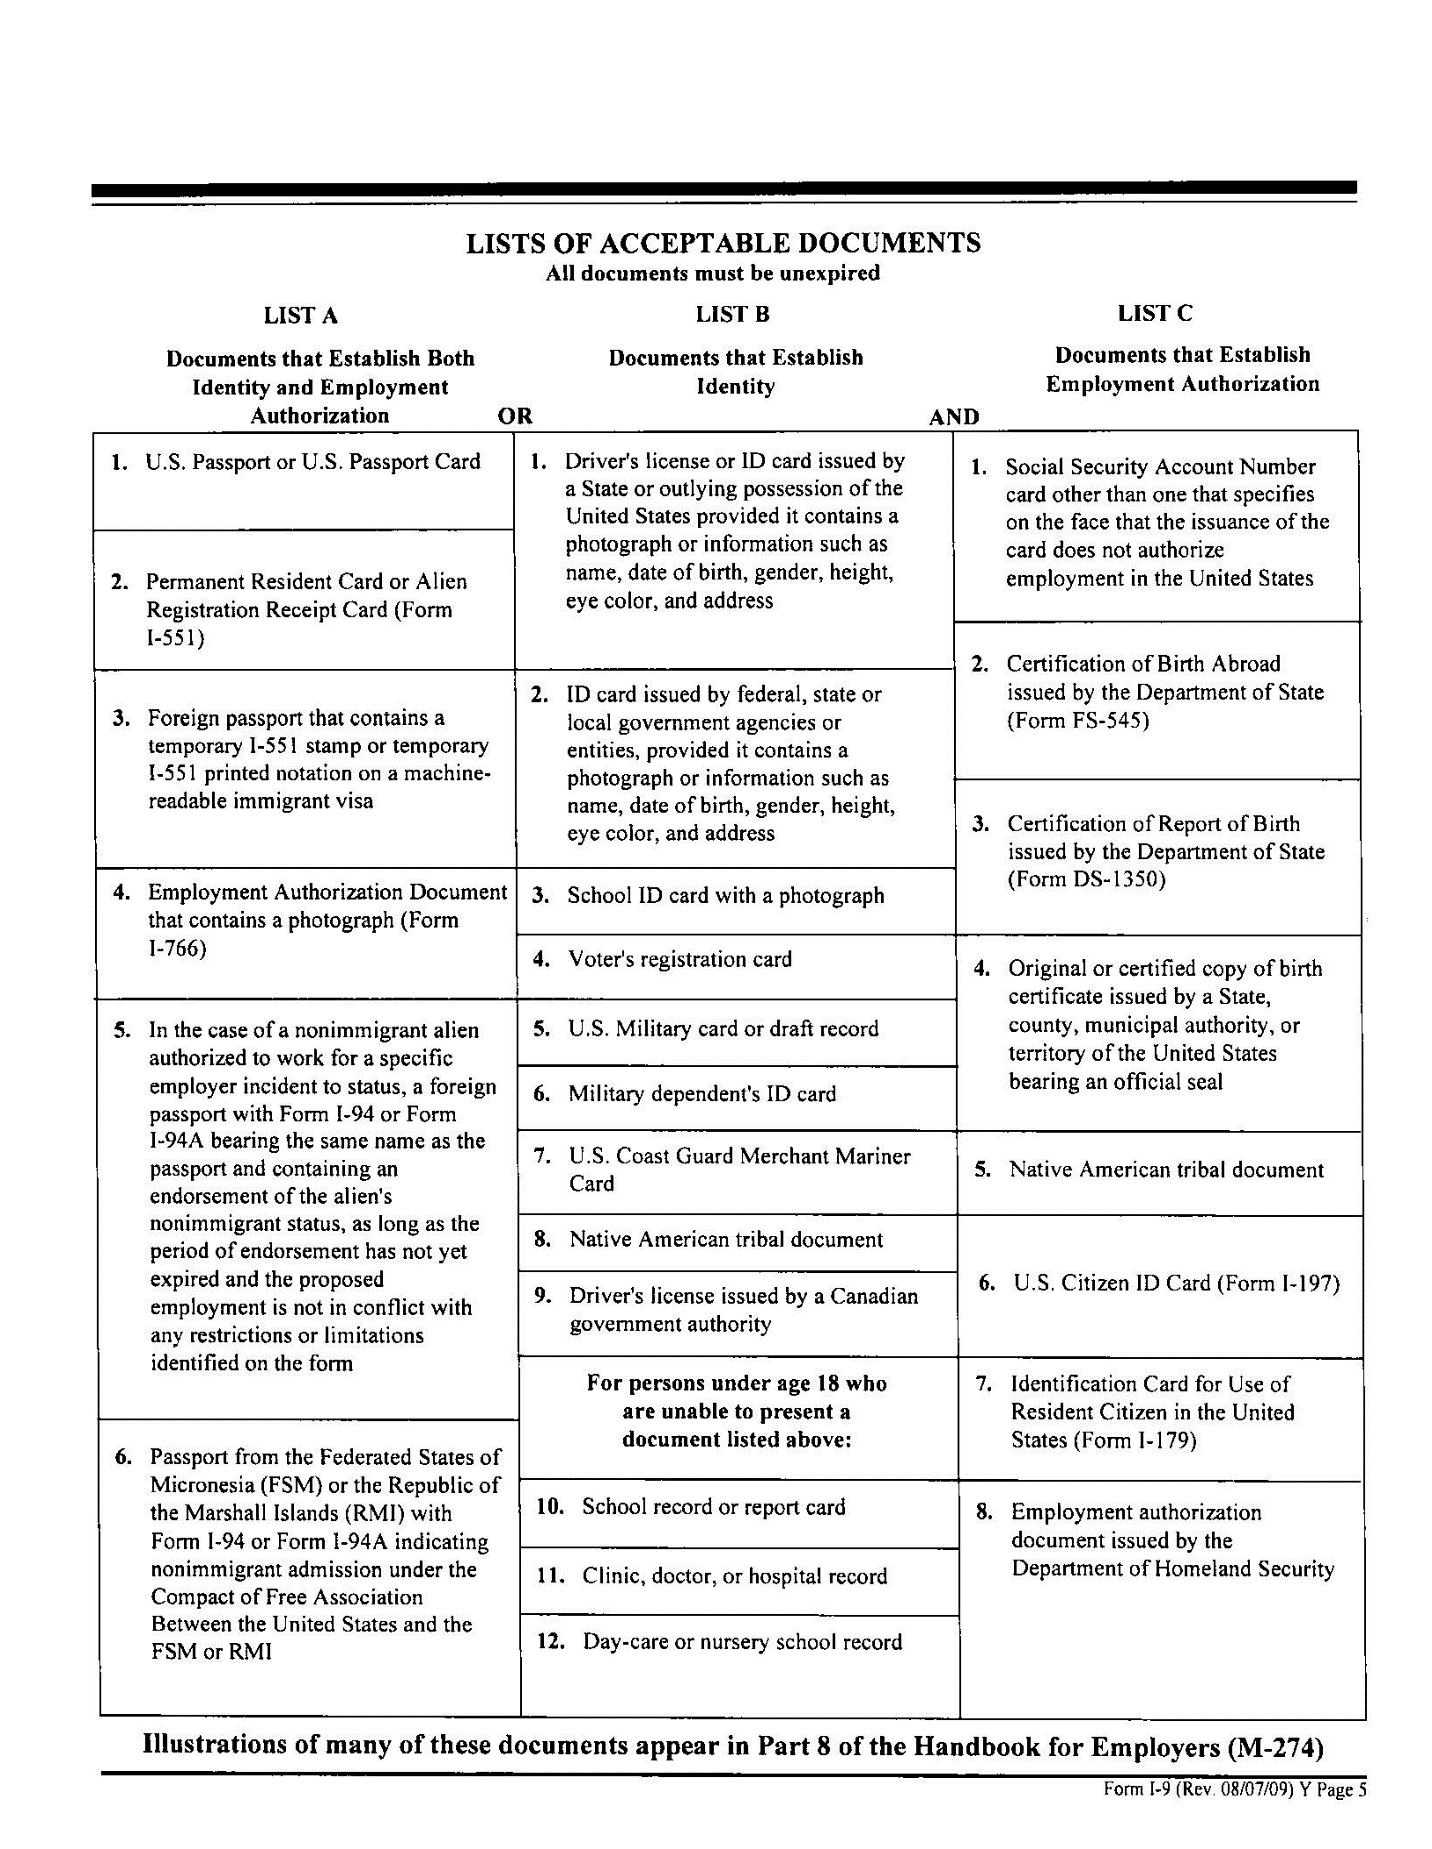 LISTS OF ACCEPTABLE DOCUMENTS
All documents must be unexpired
LIST A
Documents that Establish Both
Identity and Employment
Authorization
OR
LIST B
Documents that Establish
Identity
AND
LIST C
Documents that Establish
Employment Authorization
1. U.S. Passport or U.S. Passport Card
2. Permanent Resident Card or Alien
Registration Receipt Card (Form
I-551)
3. Foreign passport that contains a
temporary I-551 stamp or temporary
I-551 printed notation on a machine-
readable immigrant visa
4. Employment Authorization Document
that contains a photograph (Form
I-766)
5. In the case of a nonimmigrant alien
authorized to work for a specific
employer incident to status, a foreign
passport with Form I-94 or Form
I-94A bearing the same name as the
passport and containing an
endorsement of the alien's
nonimmigrant status, as long as the
period of endorsement has not yet
expired and the proposed
employment is not in conflict with
any restrictions or limitations
identified on the form
6. Passport from the Federated States of
Micronesia (FSM) or the Republic of
the Marshall Islands (RMI) with
Form I-94 or Form I-94A indicating
nonimmigrant admission under the
Compact of Free Association
Between the United States and the
FSM or RMI
1. Driver's license or ID card issued by
a State or outlying possession of the
United States provided it contains a
photograph or information such as
name, date of birth, gender, height,
eye color, and address
2. ID card issued by federal, state or
local government agencies or
entities, provided it contains a
photograph or information such as
name, date of birth, gender, height,
eye color, and address
3. School ID card with a photograph
4. Voter's registration card
5. U.S. Military card or draft record
6. Military dependent's ID card
7. U.S. Coast Guard Merchant Mariner
Card
8. Native American tribal document
9. Driver's license issued by a Canadian
government authority
For persons under age 18 who
are unable to present a
document listed above:
10. School record or report card
11. Clinic, doctor, or hospital record
12. Day-care or nursery school record
1. Social Security Account Number
card other than one that specifies
on the face that the issuance of the
card does not authorize
employment in the United States
2. Certification of Birth Abroad
issued by the Department of State
(Form FS-545)
3. Certification of Report of Birth
issued by the Department of State
(Form DS-1350)
4. Original or certified copy of birth
certificate issued by a State,
county, municipal authority, or
territory of the United States
bearing an official seal
5. Native American tribal document
6. U.S. Citizen ID Card (Form I-197)
7. Identification Card for Use of
Resident Citizen in the United
States (Form I-179)
8. Employment authorization
document issued by the
Department of Homeland Security
Illustrations of many of these documents appear in Part 8 of the Handbook for Employers (M-274)
Form I-9 (Rev. 08/07/09) Y Page 5